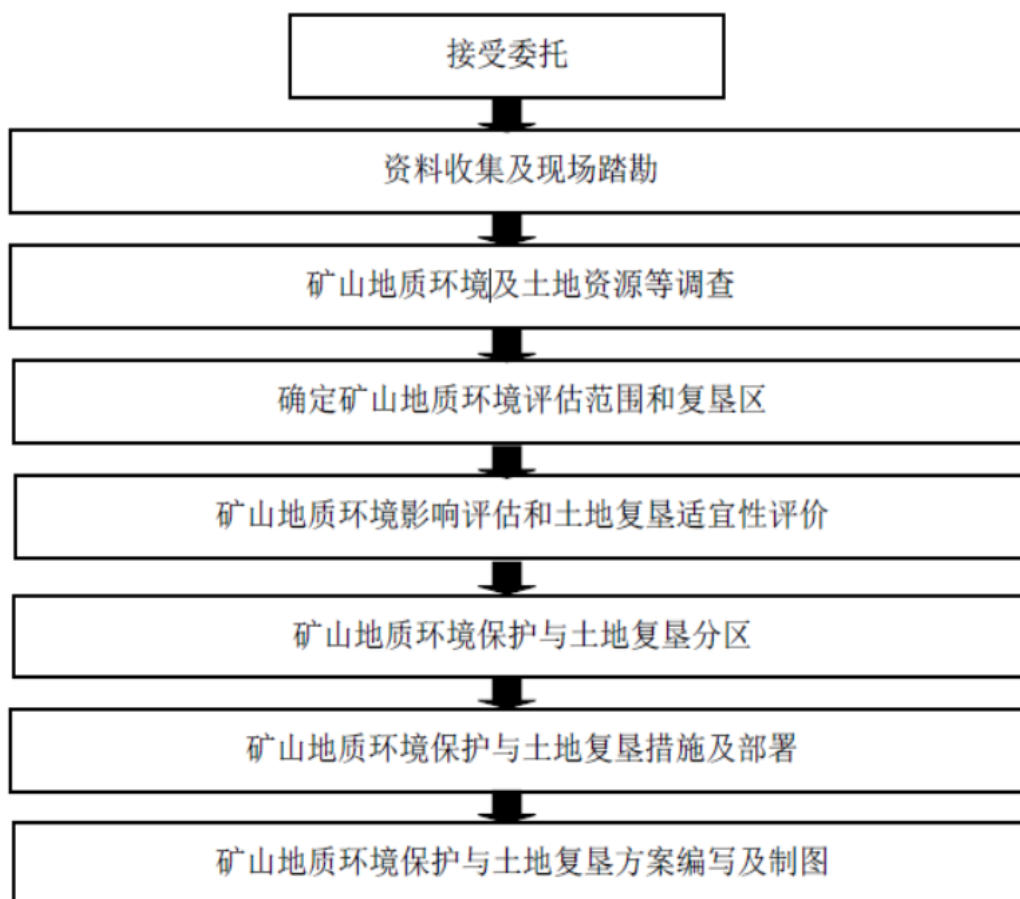 接受委托
资料收集及现场踏勘
矿山地质环境及土地资源等调查
确定矿山地质环境评估范围和复垦区
矿山地质环境影响评估和土地复垦适宜性评价
矿山地质环境保护与土地复垦分区
矿山地质环境保护与土地复垦措施及部署
矿山地质环境保护与土地复垦方案编写及制图